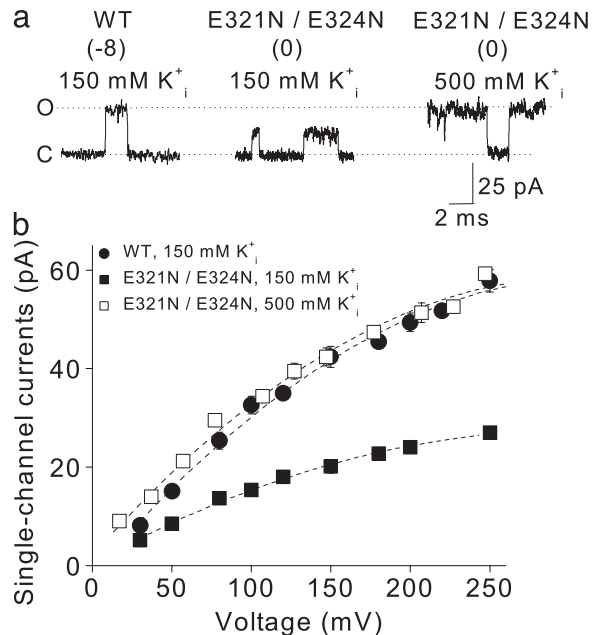 a
WT E321N / E324N E321N / E324N
(-8) (0) (0)
150 mM K⁺ᵢ 150 mM K⁺ᵢ 500 mM K⁺ᵢ
O
C
25 pA
2 ms
b
Single-channel currents (pA)
60
40
20
0
WT, 150 mM K⁺ᵢ
E321N / E324N, 150 mM K⁺ᵢ
E321N / E324N, 500 mM K⁺ᵢ
0 50 100 150 200 250
Voltage (mV)